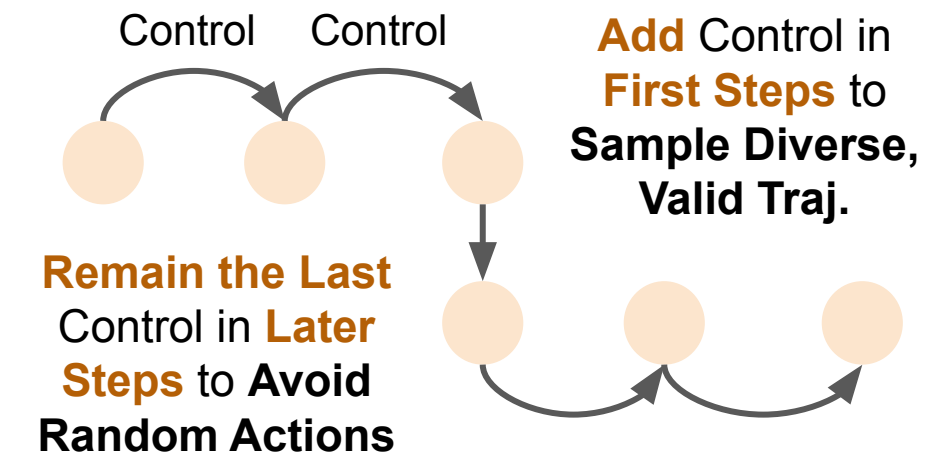 Control
Control
Add Control in
First Steps to
Sample Diverse,
Valid Traj.
Remain the Last
Control in Later
Steps to Avoid
Random Actions